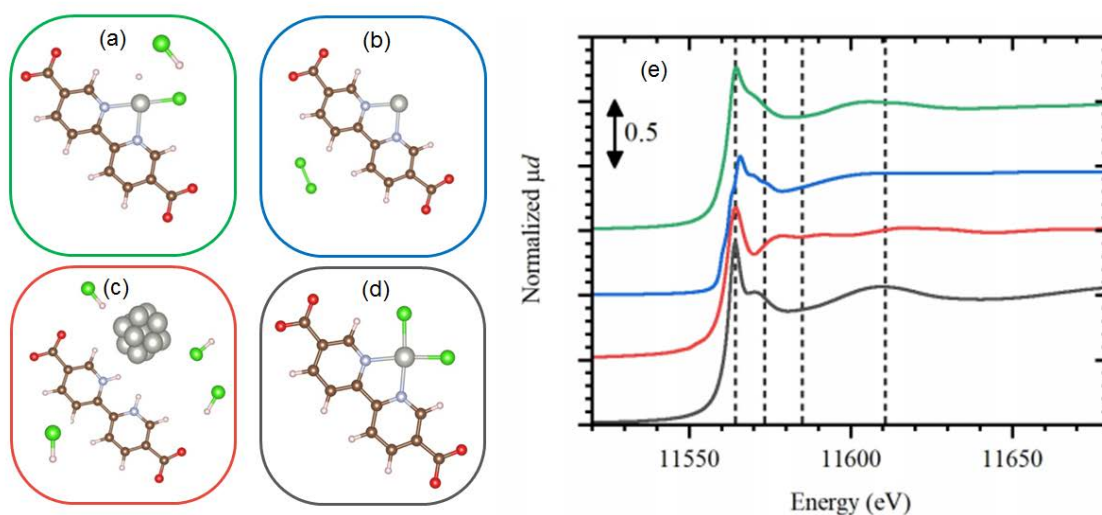 (a)
(b)
(c)
(d)
(e)
0.5
Normalized μd
11550
11600
11650
Energy (eV)